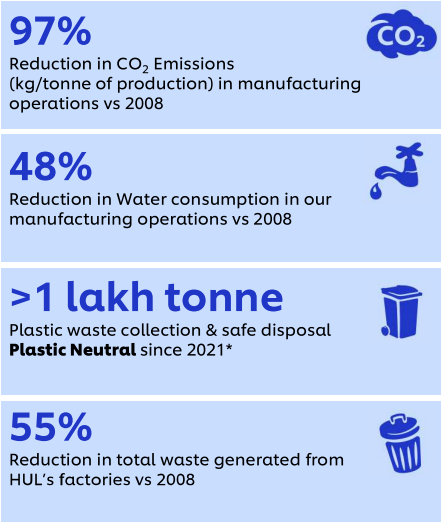 97%
Reduction in CO₂ Emissions
(kg/tonne of production) in manufacturing
operations vs 2008
CO₂
48%
Reduction in Water consumption in our
manufacturing operations vs 2008
>1 lakh tonne
Plastic waste collection & safe disposal
Plastic Neutral since 2021*
55%
Reduction in total waste generated from
HUL's factories vs 2008